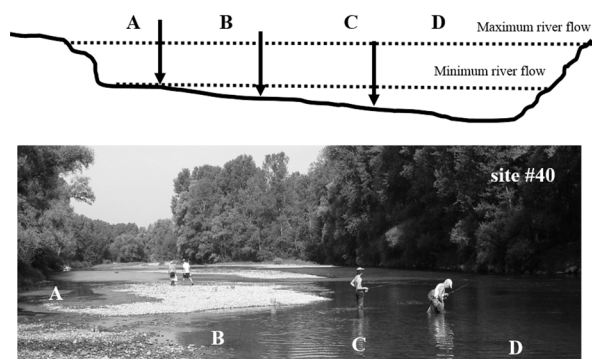 A B C D
Maximum river flow
Minimum river flow
site #40
A
B
C
D